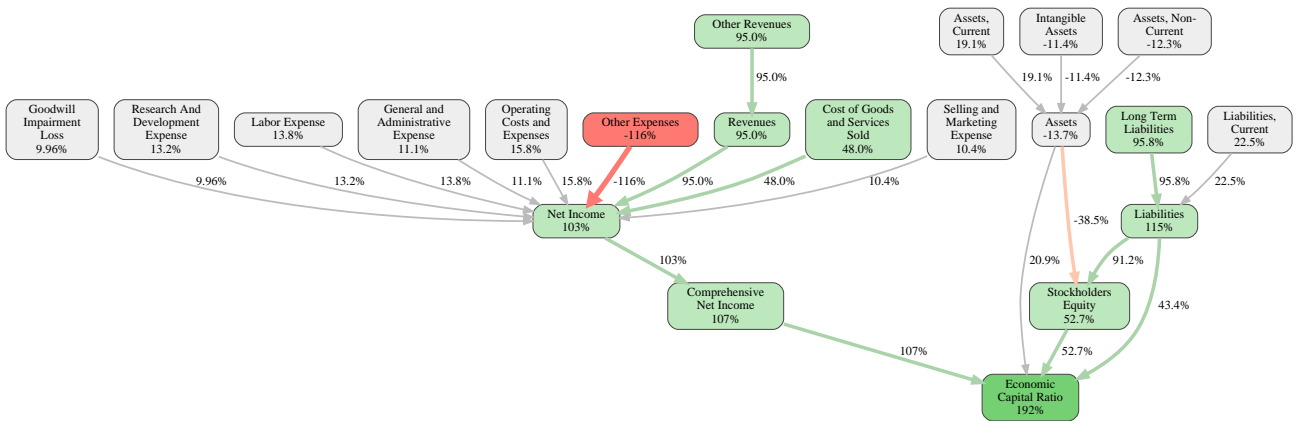 Other Revenues
95.0%
Assets,
Current
19.1%
Intangible
Assets
-11.4%
Assets, Non-
Current
-12.3%
95.0%
19.1%
-11.4%
-12.3%
Goodwill
Impairment
Loss
9.96%
Research And
Development
Expense
13.2%
Labor Expense
13.8%
General and
Administrative
Expense
11.1%
Operating
Costs and
Expenses
15.8%
Other Expenses
-116%
Revenues
95.0%
Cost of Goods
and Services
Sold
48.0%
Selling and
Marketing
Expense
10.4%
Assets
-13.7%
Long Term
Liabilities
95.8%
Liabilities,
Current
22.5%
9.96%
13.2%
13.8%
11.1%
15.8%
-116%
95.0%
48.0%
10.4%
95.8%
22.5%
Net Income
103%
Liabilities
115%
-38.5%
103%
20.9%
91.2%
Comprehensive
Net Income
107%
Stockholders
Equity
52.7%
43.4%
107%
52.7%
Economic
Capital Ratio
192%